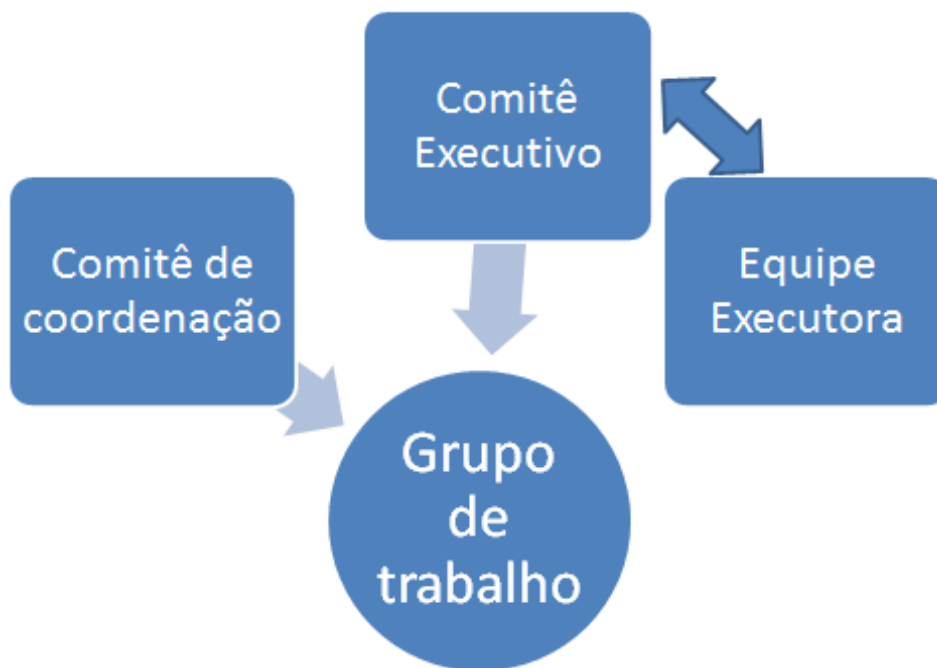 Comitê
Executivo
Comitê de
coordenação
Equipe
Executora
Grupo
de
trabalho